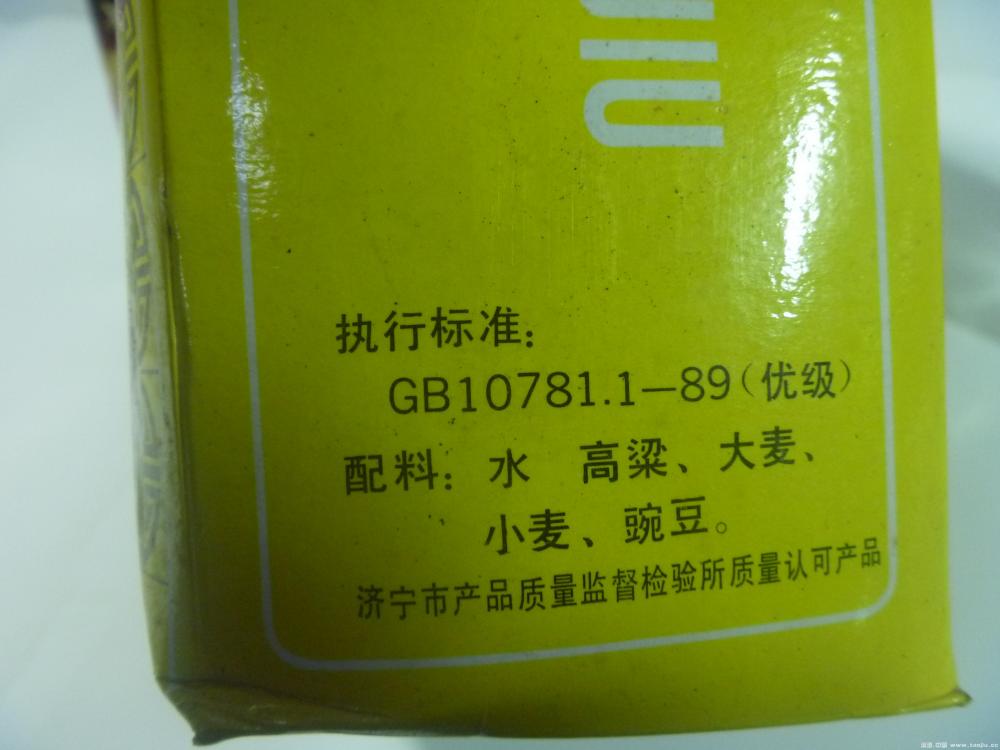 执行标准：
GB10781.1—89（优级）
配料：水 高粱、大麦、
小麦、豌豆。
济宁市产品质量监督检验所质量认可产品